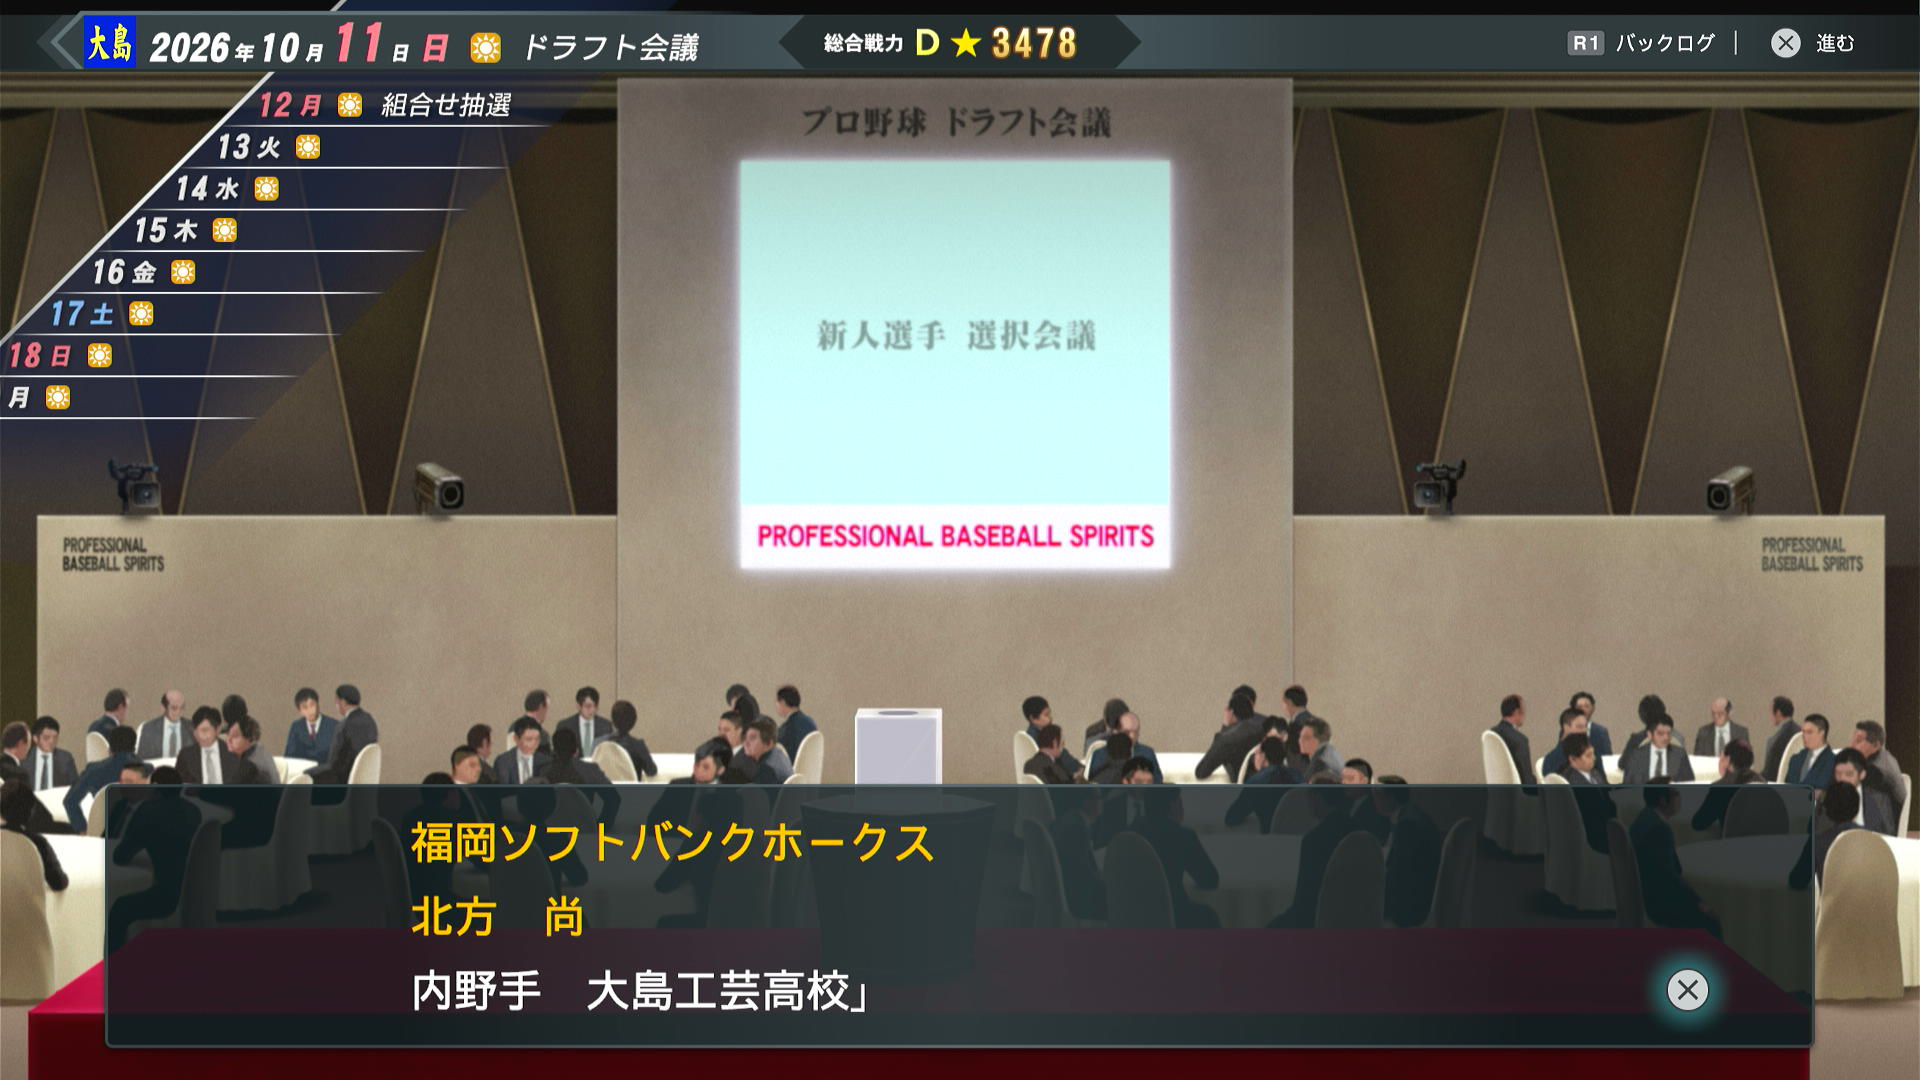 大島 2026年10月11日 日 ドラフト会議
総合戦力 D ★ 3478
R1 バックログ | × 進む
12 月 組合せ抽選
13 火
14 水
15 木
16 金
17 土
18 日
月
プロ野球 ドラフト会議
新人選手 選択会議
PROFESSIONAL BASEBALL SPIRITS
PROFESSIONAL
BASEBALL SPIRITS
PROFESSIONAL
BASEBALL SPIRITS
福岡ソフトバンクホークス
北方 尚
内野手 大島工芸高校」